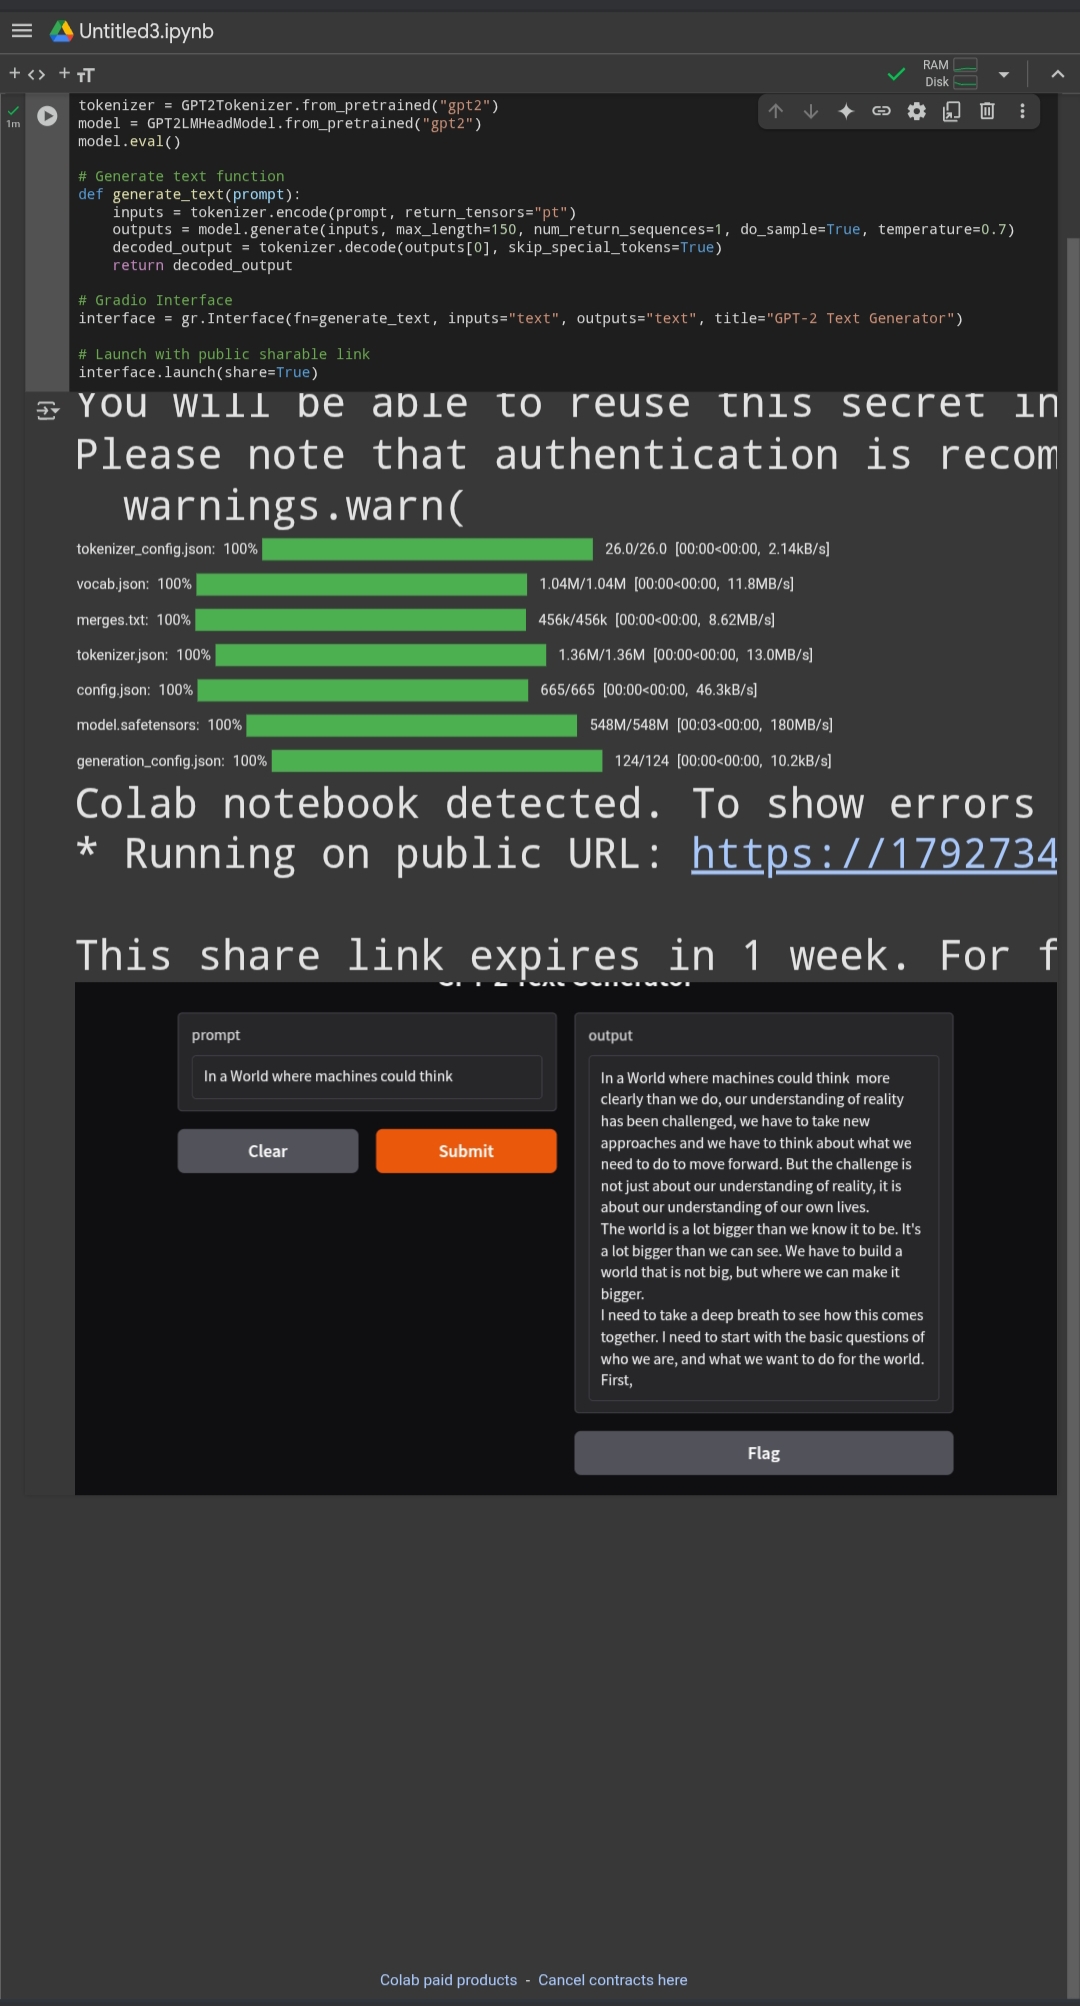 Untitled3.ipynb
+ <> + TT
RAM
Disk
1m
tokenizer = GPT2Tokenizer.from_pretrained("gpt2")
model = GPT2LMHeadModel.from_pretrained("gpt2")
model.eval()
# Generate text function
def generate_text(prompt):
    inputs = tokenizer.encode(prompt, return_tensors="pt")
    outputs = model.generate(inputs, max_length=150, num_return_sequences=1, do_sample=True, temperature=0.7)
    decoded_output = tokenizer.decode(outputs[0], skip_special_tokens=True)
    return decoded_output
# Gradio Interface
interface = gr.Interface(fn=generate_text, inputs="text", outputs="text", title="GPT-2 Text Generator")
# Launch with public sharable link
interface.launch(share=True)
You will be able to reuse this secret in
Please note that authentication is recom
  warnings.warn(
tokenizer_config.json: 100% 26.0/26.0 [00:00<00:00, 2.14kB/s]
vocab.json: 100% 1.04M/1.04M [00:00<00:00, 11.8MB/s]
merges.txt: 100% 456k/456k [00:00<00:00, 8.62MB/s]
tokenizer.json: 100% 1.36M/1.36M [00:00<00:00, 13.0MB/s]
config.json: 100% 665/665 [00:00<00:00, 46.3kB/s]
model.safetensors: 100% 548M/548M [00:03<00:00, 180MB/s]
generation_config.json: 100% 124/124 [00:00<00:00, 10.2kB/s]
Colab notebook detected. To show errors
* Running on public URL: https://1792734
This share link expires in 1 week. For f
GPT-2 Text Generator
prompt
In a World where machines could think
Clear
Submit
output
In a World where machines could think  more
clearly than we do, our understanding of reality
has been challenged, we have to take new
approaches and we have to think about what we
need to do to move forward. But the challenge is
not just about our understanding of reality, it is
about our understanding of our own lives.
The world is a lot bigger than we know it to be. It's
a lot bigger than we can see. We have to build a
world that is not big, but where we can make it
bigger.
I need to take a deep breath to see how this comes
together. I need to start with the basic questions of
who we are, and what we want to do for the world.
First,
Flag
Colab paid products - Cancel contracts here